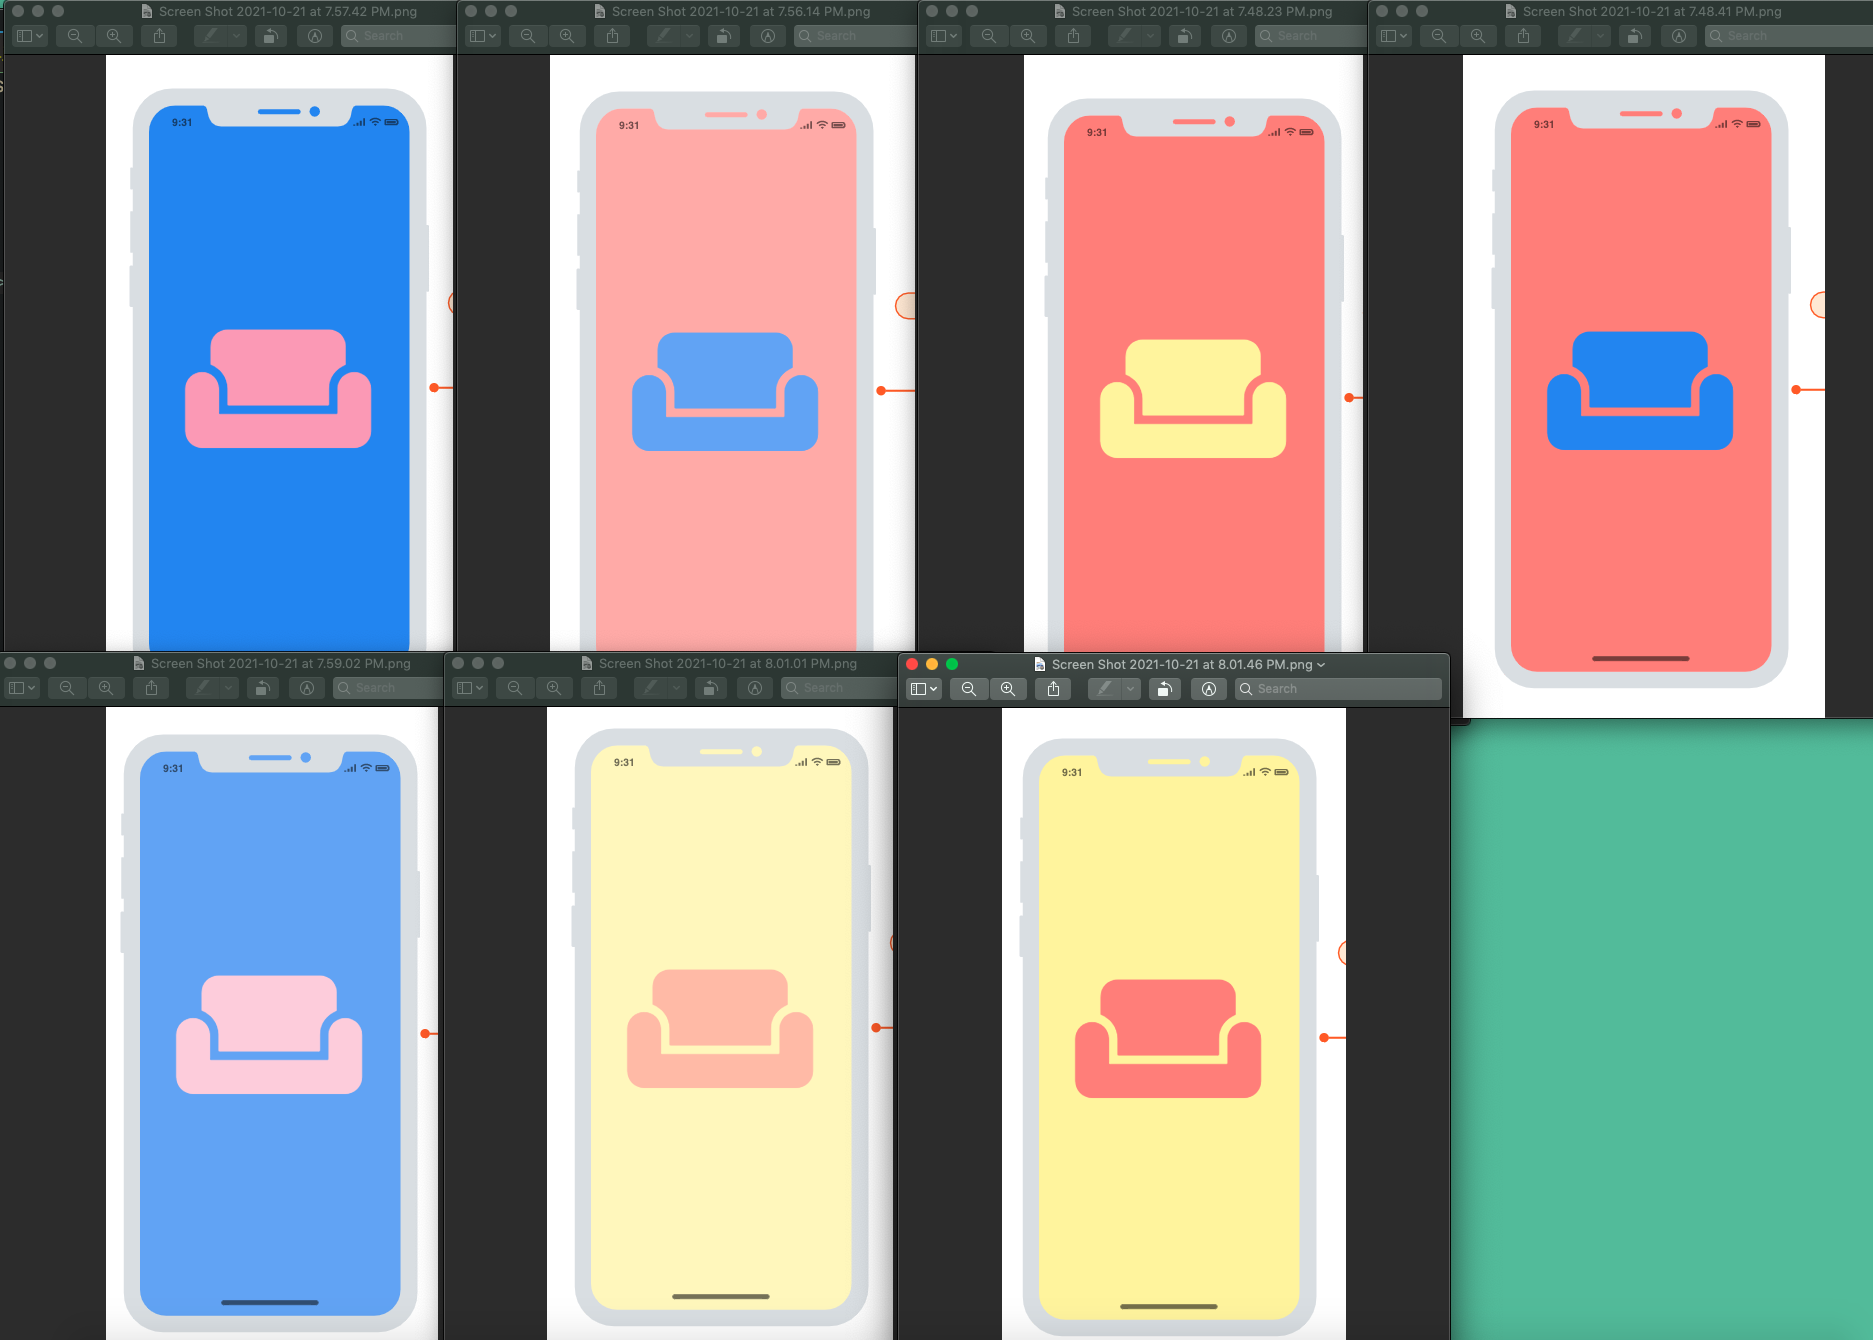 Screen Shot 2021-10-21 at 7.57.42 PM.png
Search
9:31
Screen Shot 2021-10-21 at 7.56.14 PM.png
Search
9:31
Screen Shot 2021-10-21 at 7.48.23 PM.png
Search
9:31
Screen Shot 2021-10-21 at 7.48.41 PM.png
Search
9:31
Screen Shot 2021-10-21 at 7.59.02 PM.png
Search
9:31
Screen Shot 2021-10-21 at 8.01.01 PM.png
Search
9:31
Screen Shot 2021-10-21 at 8.01.46 PM.png
Search
9:31